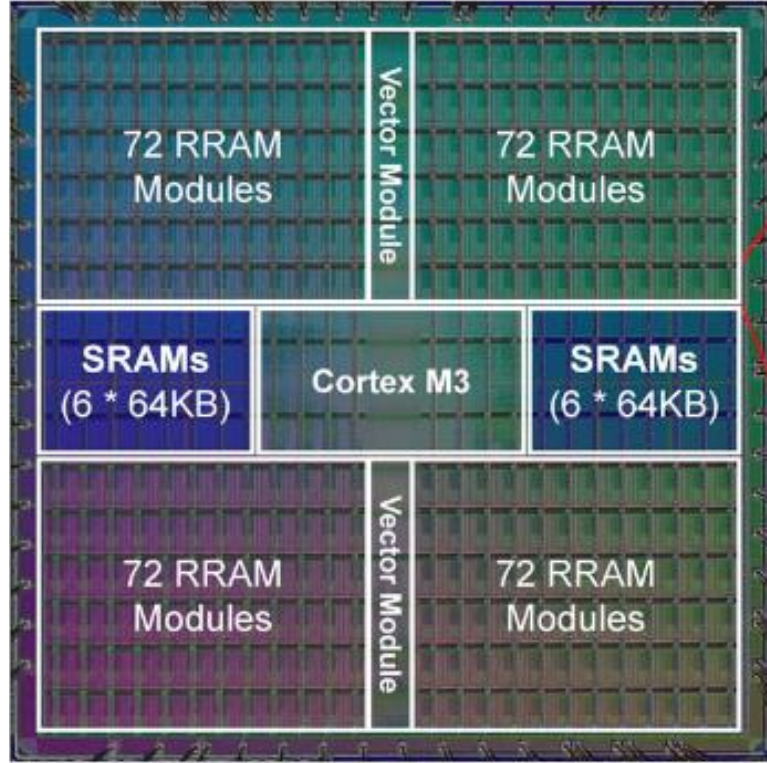 72 RRAM
Modules
Vector Module
72 RRAM
Modules
SRAMs
(6 * 64KB)
Cortex M3
SRAMs
(6 * 64KB)
72 RRAM
Modules
Vector Module
72 RRAM
Modules